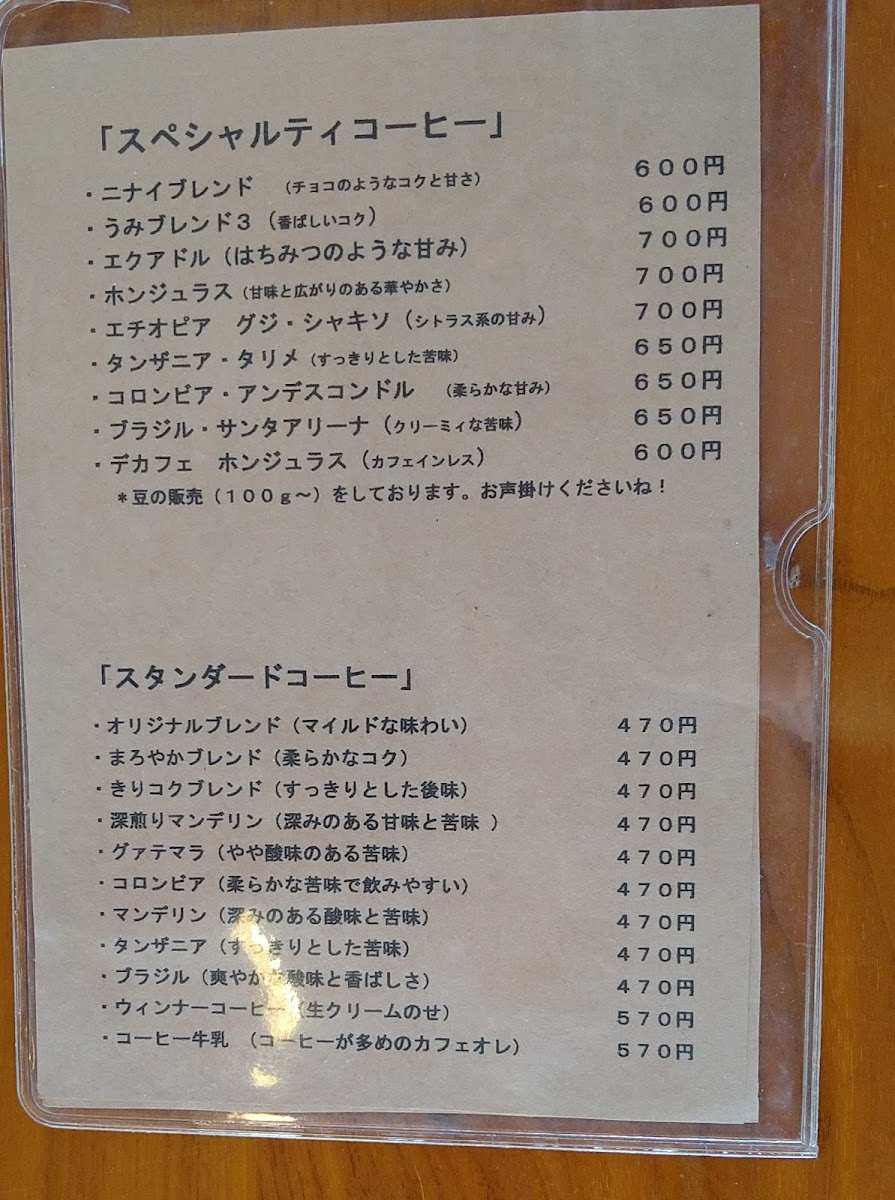 「スペシャルティコーヒー」
・ニナイブレンド　（チョコのようなコクと甘さ）　６００円
・うみブレンド３（香ばしいコク）　６００円
・エクアドル（はちみつのような甘み）　７００円
・ホンジュラス（甘味と広がりのある華やかさ）　７００円
・エチオピア　グジ・シャキソ（シトラス系の甘み）　７００円
・タンザニア・タリメ（すっきりとした苦味）　６５０円
・コロンビア・アンデスコンドル　（柔らかな甘み）　６５０円
・ブラジル・サンタアリーナ（クリーミィな苦味）　６５０円
・デカフェ　ホンジュラス（カフェインレス）　６００円
＊豆の販売（１００ｇ～）をしております。お声掛けくださいね！
「スタンダードコーヒー」
・オリジナルブレンド（マイルドな味わい）　４７０円
・まろやかブレンド（柔らかなコク）　４７０円
・きりコクブレンド（すっきりとした後味）　４７０円
・深煎りマンデリン（深みのある甘味と苦味 ）　４７０円
・グァテマラ（やや酸味のある苦味）　４７０円
・コロンビア（柔らかな苦味で飲みやすい）　４７０円
・マンデリン（深みのある酸味と苦味）　４７０円
・タンザニア（すっきりとした苦味）　４７０円
・ブラジル（爽やかな酸味と香ばしさ）　４７０円
・ウィンナーコーヒー（生クリームのせ）　５７０円
・コーヒー牛乳　（コーヒーが多めのカフェオレ）　５７０円